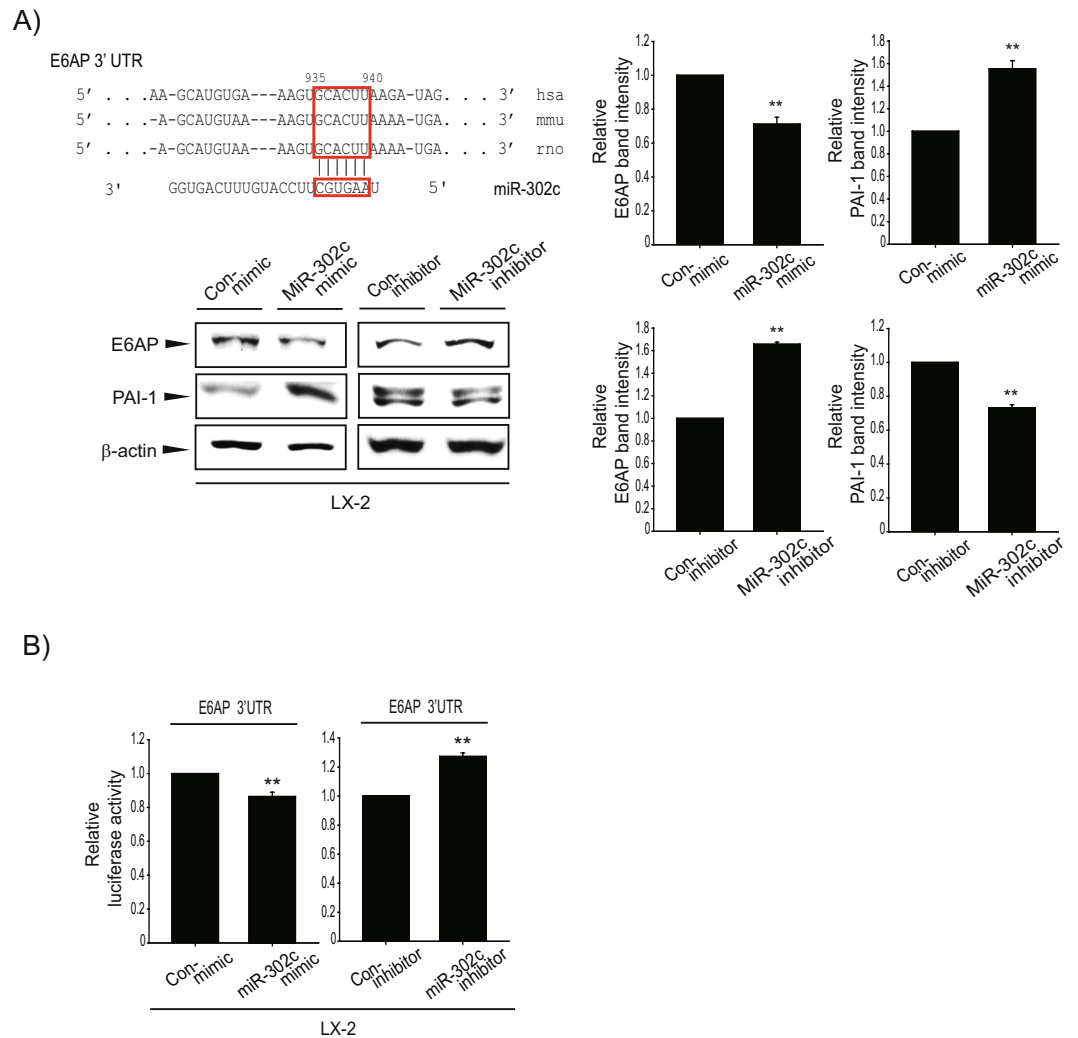 A)
E6AP 3' UTR
935 940
5' . . .AA-GCAUGUGA---AAGUGCACUUAAGA-UAG. . . 3' hsa
5' . . .AA-GCAUGUAA---AAGUGCACUUAAAA-UGA. . . 3' mmu
5' . . .-A-GCAUGUAA---AAGUGCACUUAAAA-UGA. . . 3' rno
3' GGUGACUUUGUACCUUCGUGAAU 5' miR-302c
Con-mimic
MiR-302c mimic
Con-inhibitor
MiR-302c inhibitor
E6AP
PAI-1
β-actin
LX-2
Relative
E6AP band intensity
1.2
1.0
0.8
0.6
0.4
0.2
0
**
Con-mimic
miR-302c mimic
Relative
PAI-1 band intensity
1.8
1.6
1.4
1.2
1.0
0.8
0.6
0.4
0.2
0
**
Con-mimic
miR-302c mimic
Relative
E6AP band intensity
1.8
1.6
1.4
1.2
1.0
0.8
0.6
0.4
0.2
0
**
Con-inhibitor
MiR-302c inhibitor
Relative
PAI-1 band intensity
1.2
1.0
0.8
0.6
0.4
0.2
0
**
Con-inhibitor
MiR-302c inhibitor
B)
E6AP 3'UTR
Relative
luciferase activity
1.2
1.0
0.8
0.6
0.4
0.2
0
**
Con-mimic
miR-302c mimic
E6AP 3'UTR
1.4
1.2
1.0
0.8
0.6
0.4
0.2
0
**
Con-inhibitor
miR-302c inhibitor
LX-2